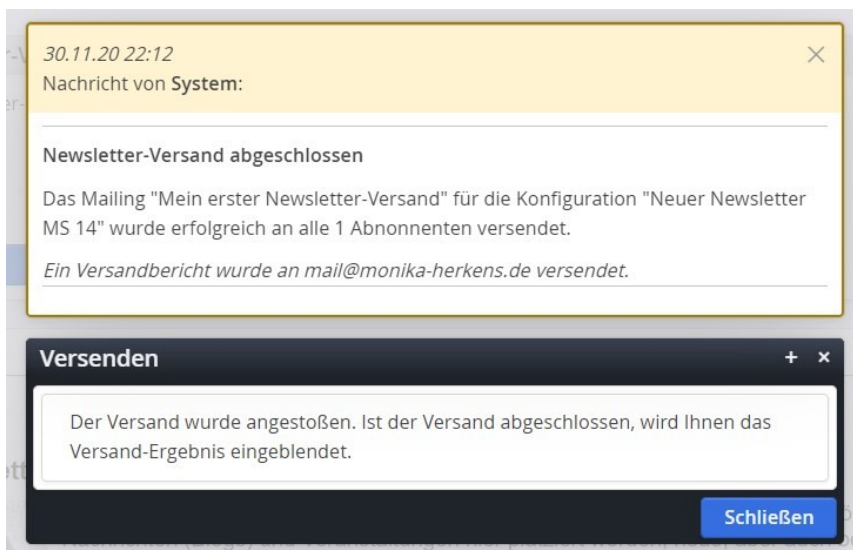 30.11.20 22:12
Nachricht von System:
Newsletter-Versand abgeschlossen
Das Mailing "Mein erster Newsletter-Versand" für die Konfiguration "Neuer Newsletter
MS 14" wurde erfolgreich an alle 1 Abnonnenten versendet.
Ein Versandbericht wurde an mail@monika-herkens.de versendet.
Versenden
Der Versand wurde angestoßen. Ist der Versand abgeschlossen, wird Ihnen das
Versand-Ergebnis eingeblendet.
Schließen